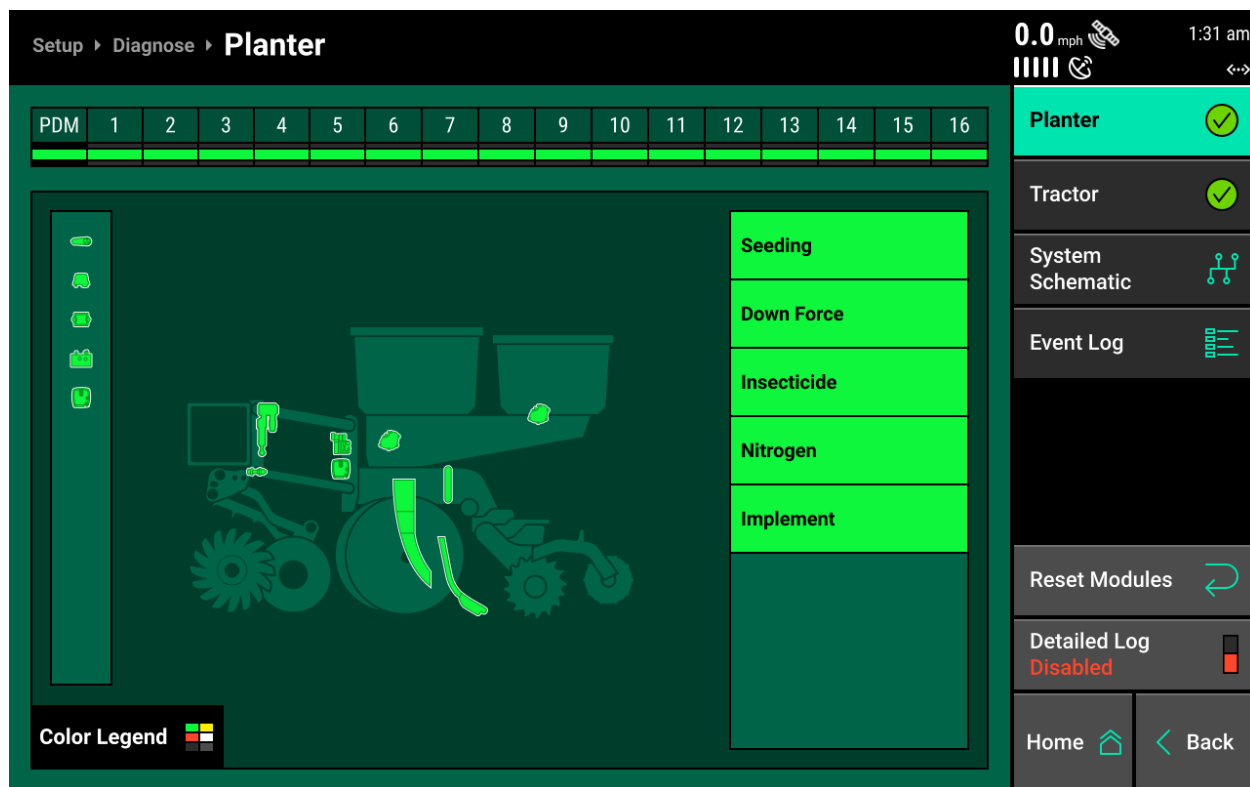 Setup Diagnose Planter
0.0 mph 1:31 am
PDM 1 2 3 4 5 6 7 8 9 10 11 12 13 14 15 16
Planter
Tractor
System
Schematic
Event Log
Seeding
Down Force
Insecticide
Nitrogen
Implement
Reset Modules
Detailed Log
Disabled
Color Legend
Home
Back